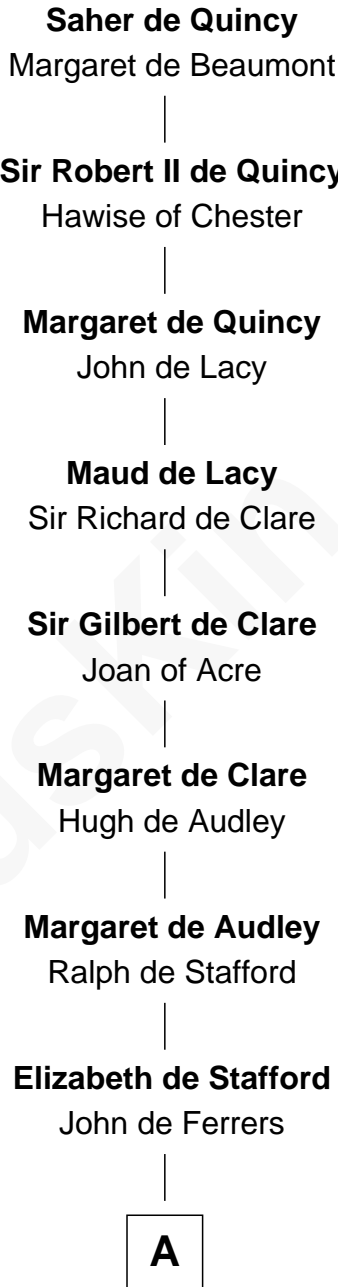 Saher de Quincy
Margaret de Beaumont
Sir Robert II de Quincy
Hawise of Chester
Margaret de Quincy
John de Lacy
Maud de Lacy
Sir Richard de Clare
Sir Gilbert de Clare
Joan of Acre
Margaret de Clare
Hugh de Audley
Margaret de Audley
Ralph de Stafford
Elizabeth de Stafford
John de Ferrers
A